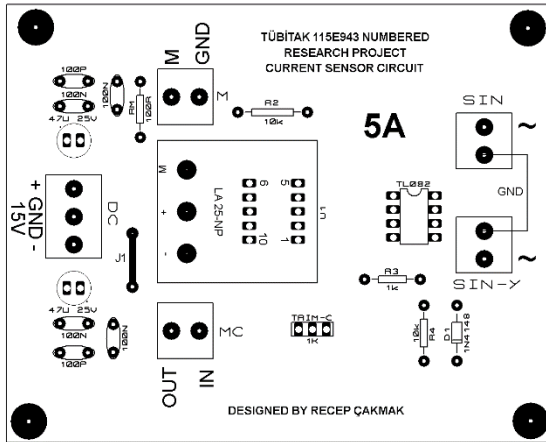 TÜBİTAK 115E943 NUMBERED
RESEARCH PROJECT
CURRENT SENSOR CIRCUIT
100P
100N
100N
47U 25V
RM
100R
M
GND
M
R2
10k
5A
SIN
~
GND
~
SIN-Y
TL082
M
+
-
LA 25-NP
6
10
5
1
U1
+ GND -
15V
DC
J1
R3
1k
47U 25V
100N
100P
100N
MC
OUT
IN
TRIM-C
1K
10k
R4
D1
1N4148
DESIGNED BY RECEP ÇAKMAK